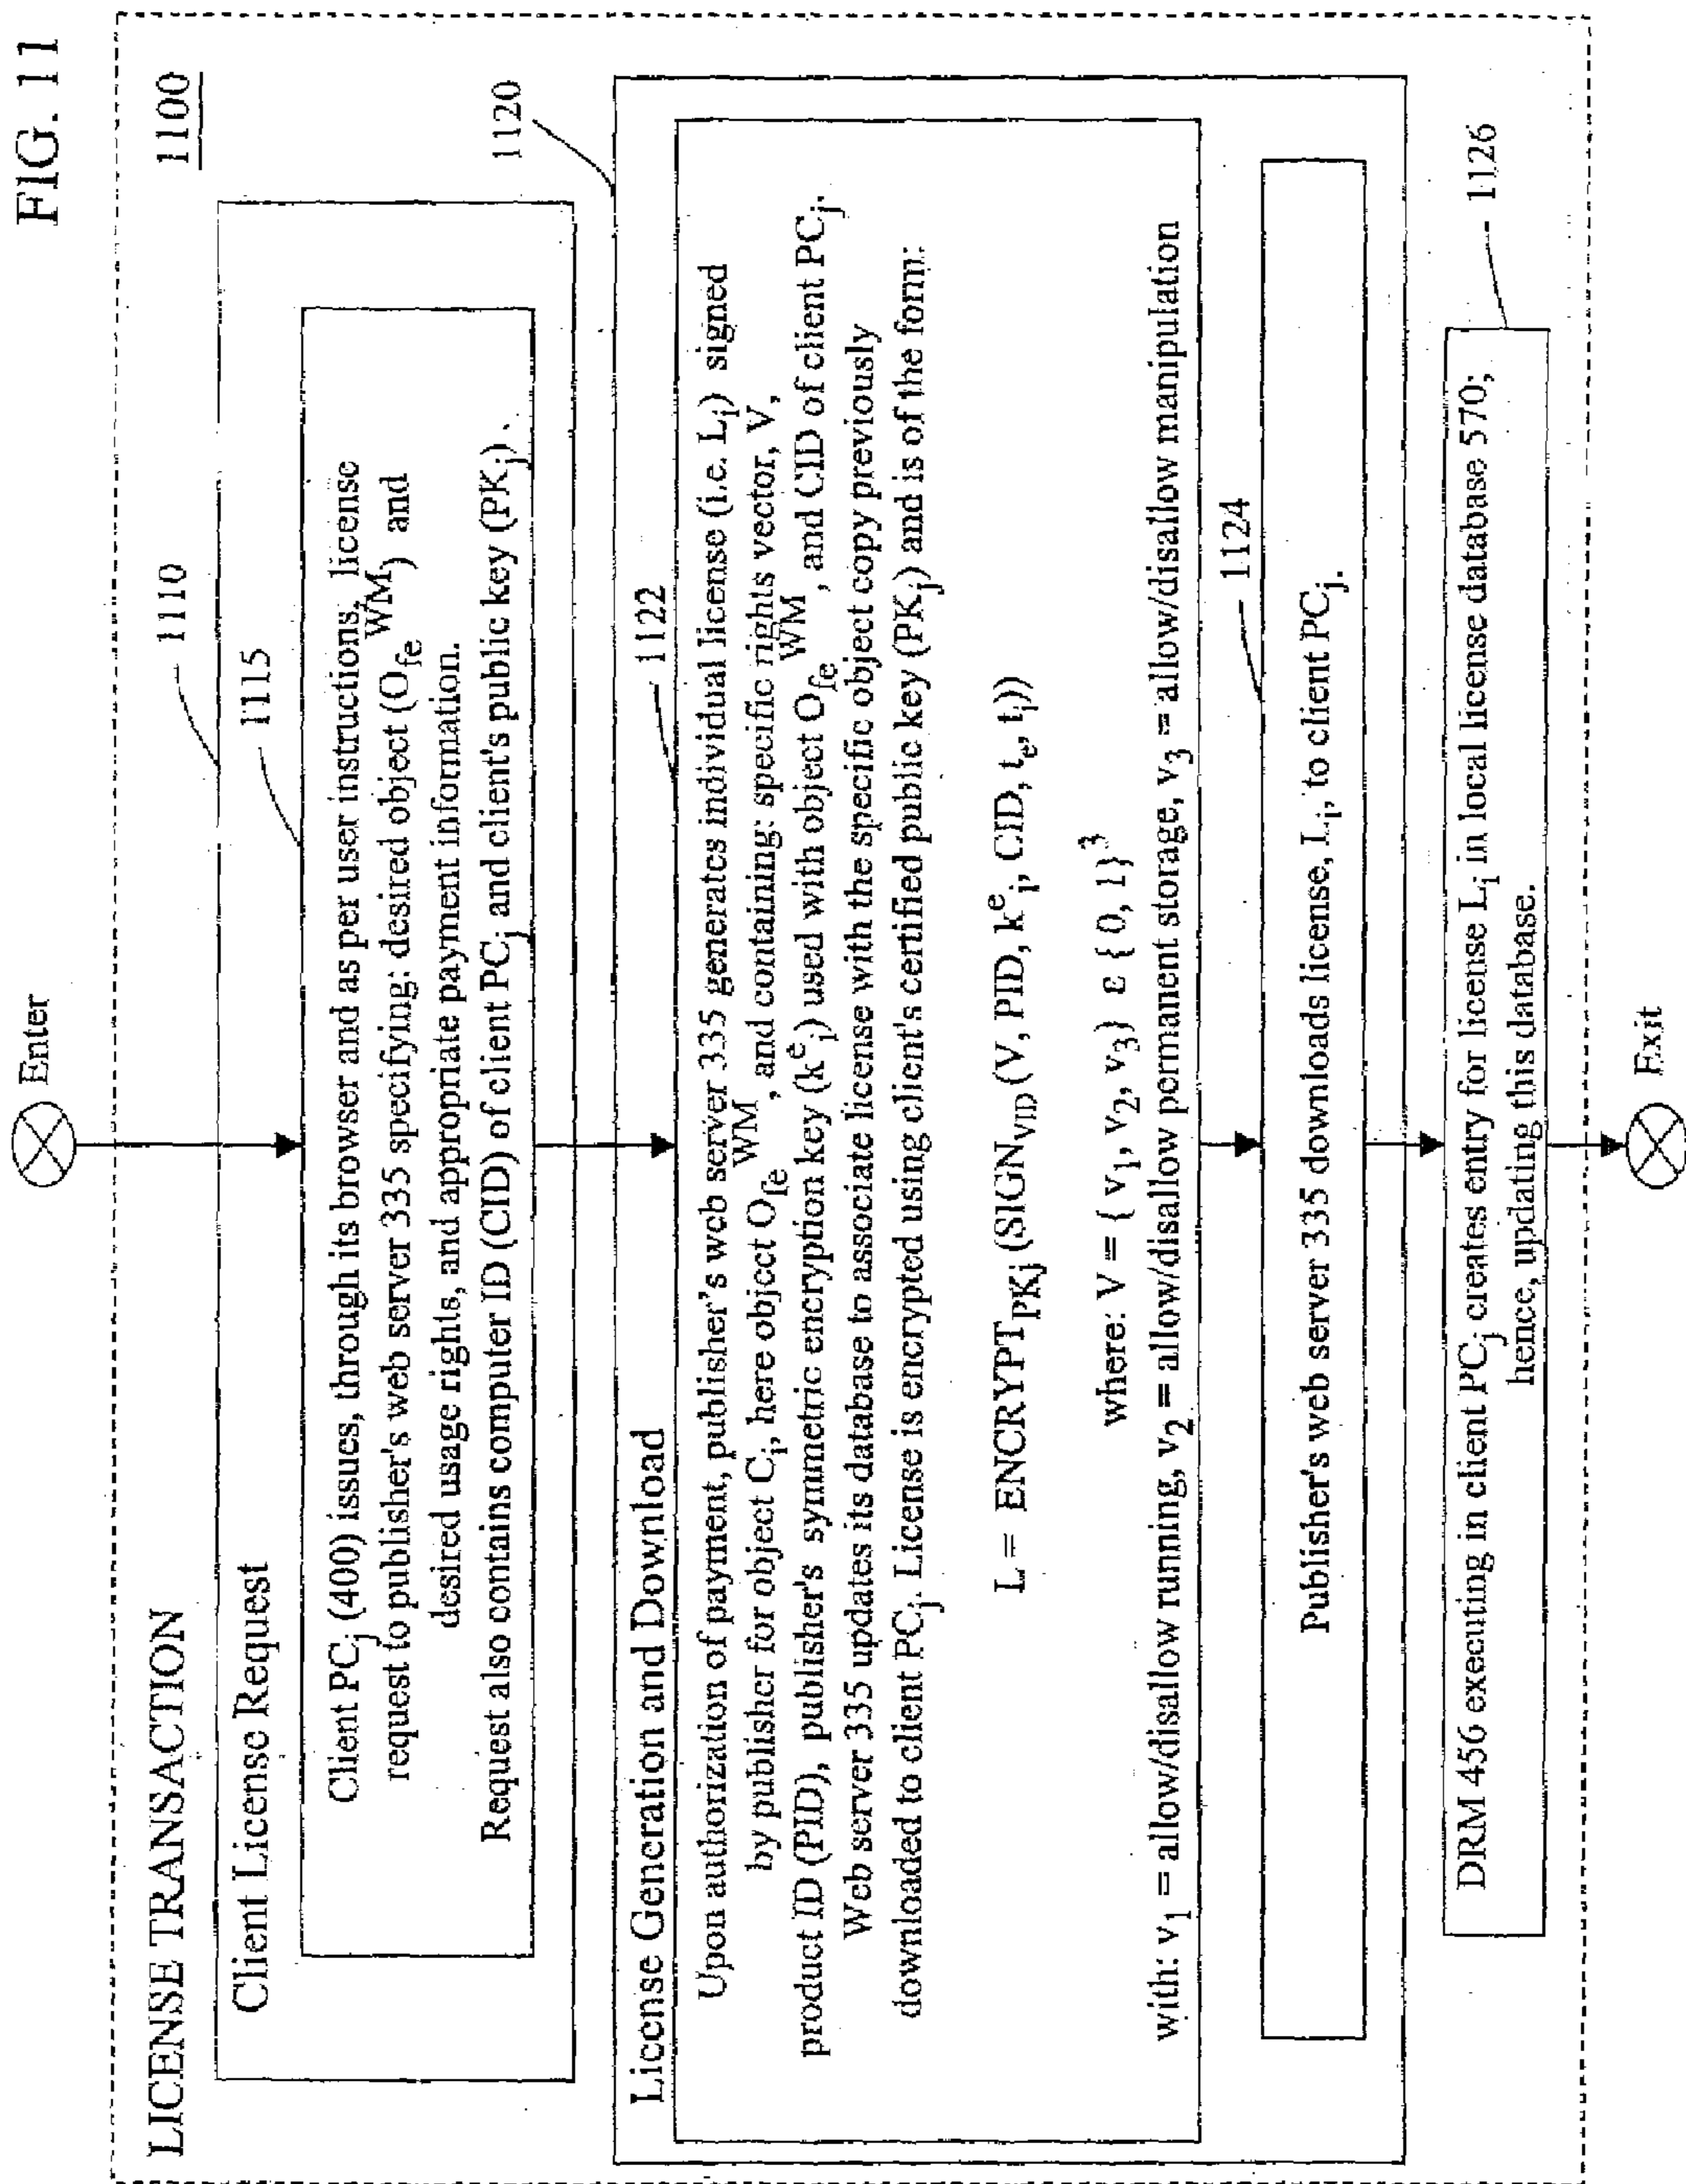 FIG. 11
Enter
1100
LICENSE TRANSACTION
1110
Client License Request
1115
Client PC_j (400) issues, through its browser and as per user instructions, license
request to publisher's web server 335 specifying: desired object (O_fe^WM) and
desired usage rights, and appropriate payment information.
Request also contains computer ID (CID) of client PC_j and client's public key (PK_j).
1120
License Generation and Download
1122
Upon authorization of payment, publisher's web server 335 generates individual license (i.e. L_i) signed
by publisher for object C_i, here object O_fe^WM, and containing: specific rights vector, V,
product ID (PID), publisher's symmetric encryption key (k^e_i) used with object O_fe^WM, and CID of client PC_j.
Web server 335 updates its database to associate license with the specific object copy previously
downloaded to client PC_j. License is encrypted using client's certified public key (PK_j) and is of the form:
L = ENCRYPT_PKj (SIGN_VID (V, PID, k^e_i, CID, t_e, t_i))
where: V = { v_1, v_2, v_3} ε { 0, 1}^3
with: v_1 = allow/disallow running, v_2 = allow/disallow permanent storage, v_3 = allow/disallow manipulation
1124
Publisher's web server 335 downloads license, L_i, to client PC_j.
1126
DRM 456 executing in client PC_j creates entry for license L_i in local license database 570;
hence, updating this database.
Exit